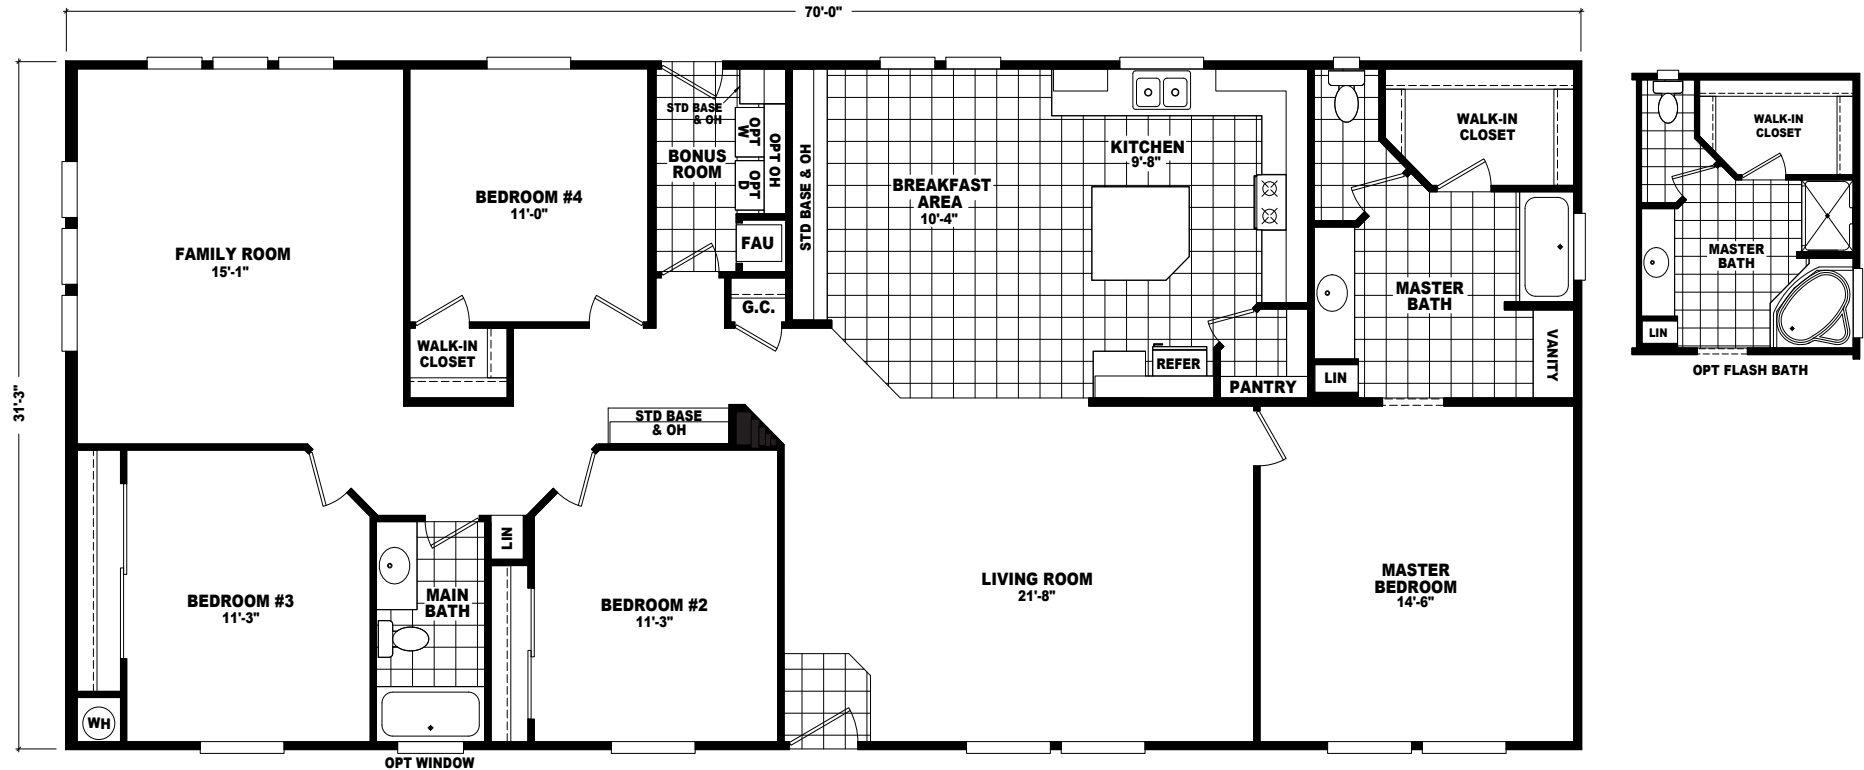 70'-0"
31'-3"
FAMILY ROOM
15'-1"
BEDROOM #4
11'-0"
WALK-IN
CLOSET
STD BASE
& OH
BONUS
ROOM
OPT
W
OPT
D
OPT OH
FAU
G.C.
STD BASE & OH
BREAKFAST
AREA
10'-4"
KITCHEN
9'-8"
REFER
PANTRY
WALK-IN
CLOSET
MASTER
BATH
LIN
VANITY
STD BASE
& OH
BEDROOM #3
11'-3"
WH
MAIN
BATH
LIN
BEDROOM #2
11'-3"
LIVING ROOM
21'-8"
MASTER
BEDROOM
14'-6"
OPT WINDOW
WALK-IN
CLOSET
MASTER
BATH
LIN
OPT FLASH BATH